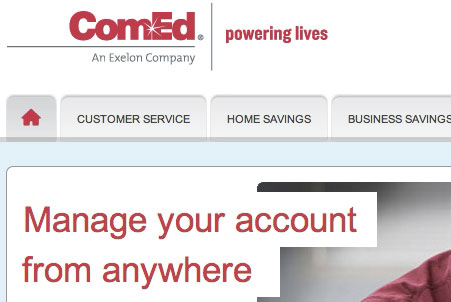 ComEd®
powering lives
An Exelon Company
CUSTOMER SERVICE
HOME SAVINGS
BUSINESS SAVINGS
Manage your account
from anywhere